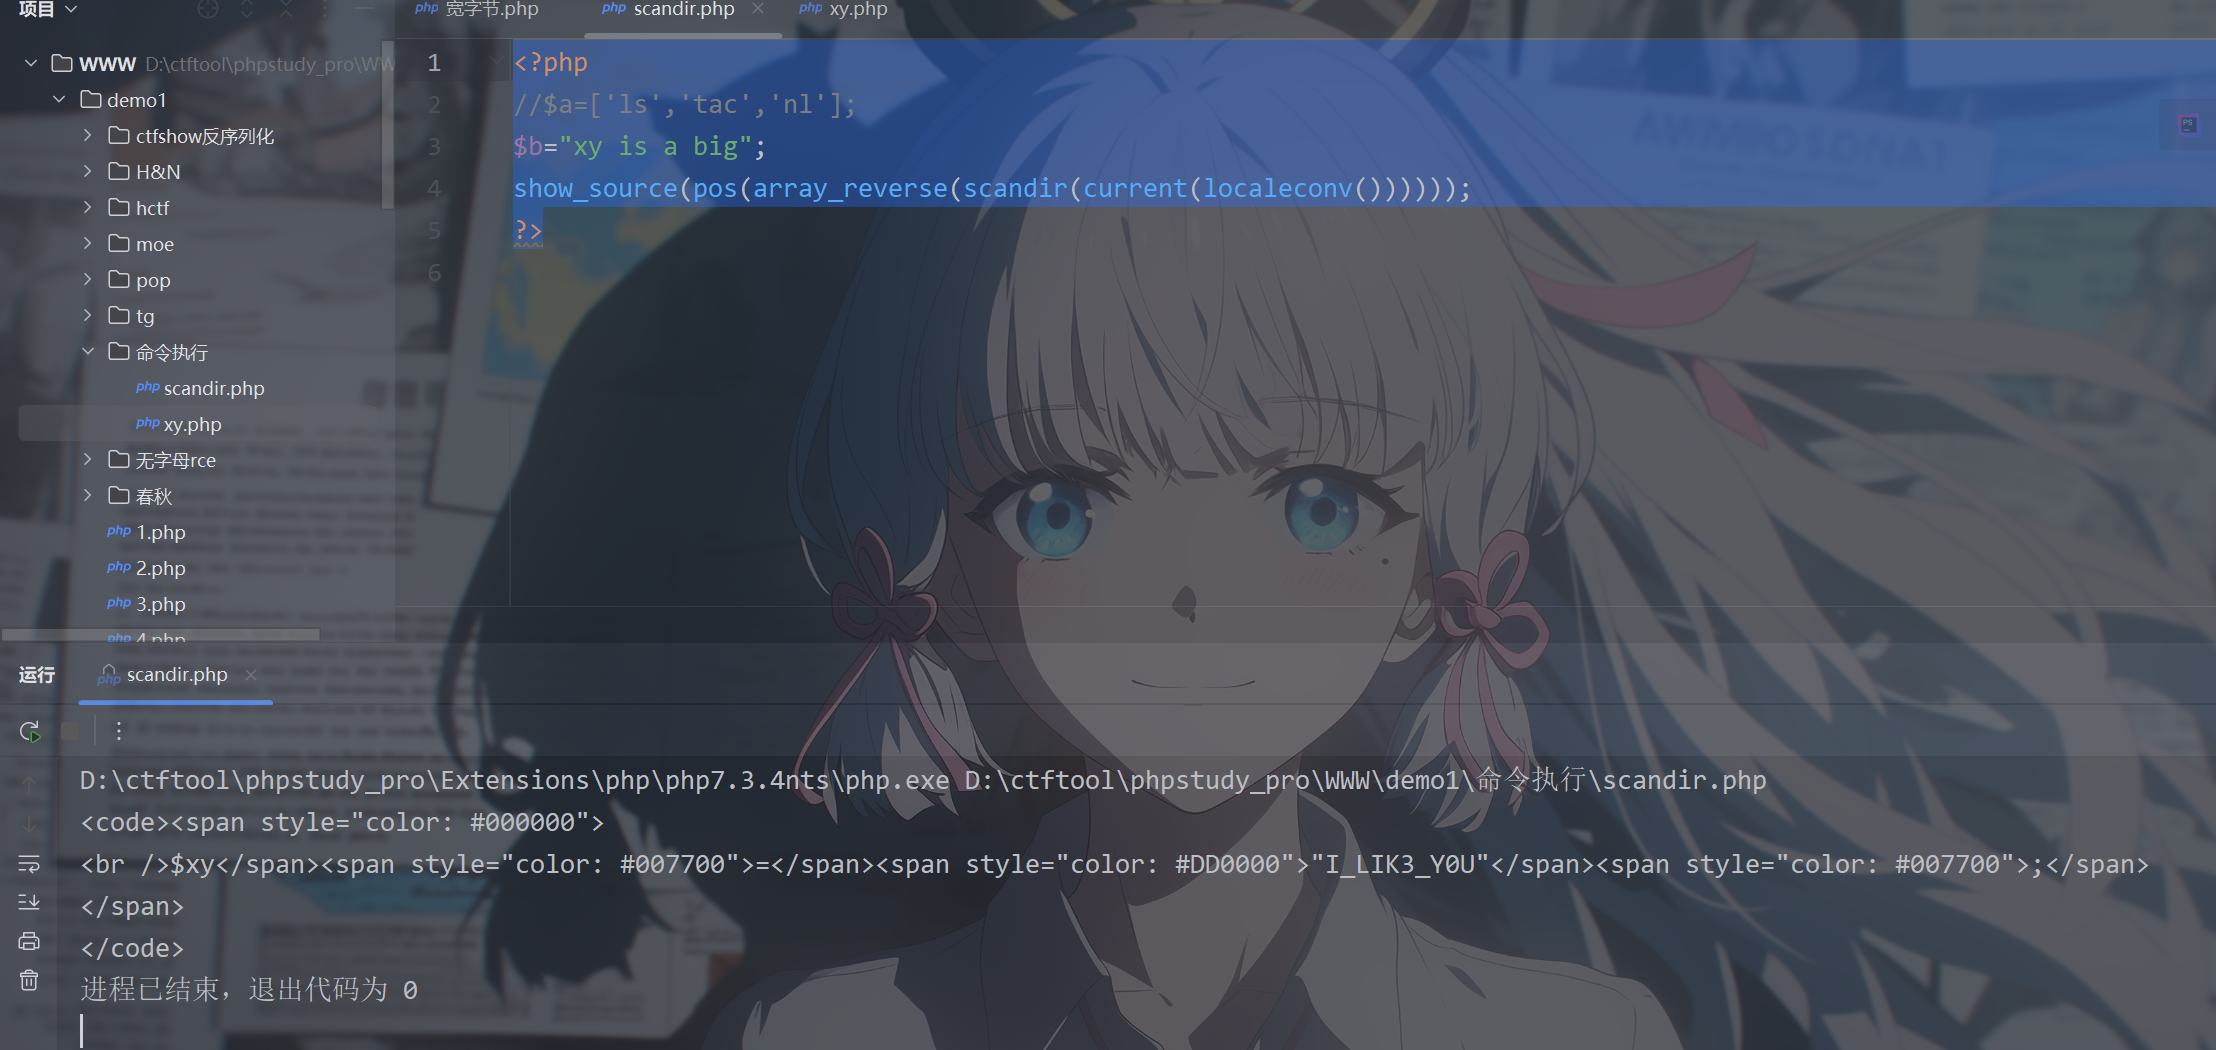 项目
php 宽字节.php
php scandir.php
php xy.php
WWW D:\ctftool\phpstudy_pro\WW
demo1
ctfshow反序列化
H&N
hctf
moe
pop
tg
命令执行
php scandir.php
php xy.php
无字母rce
春秋
php 1.php
php 2.php
php 3.php
php 4.php
1 <?php
2 //$a=['ls','tac','nl'];
3 $b="xy is a big";
4 show_source(pos(array_reverse(scandir(current(localeconv())))));
5 ?>
6
PS
运行 php scandir.php
D:\ctftool\phpstudy_pro\Extensions\php\php7.3.4nts\php.exe D:\ctftool\phpstudy_pro\WWW\demo1\命令执行\scandir.php
<code><span style="color: #000000">
<br />$xy</span><span style="color: #007700">=</span><span style="color: #DD0000">"I_LIK3_Y0U"</span><span style="color: #007700">;</span>
</span>
</code>
进程已结束，退出代码为 0